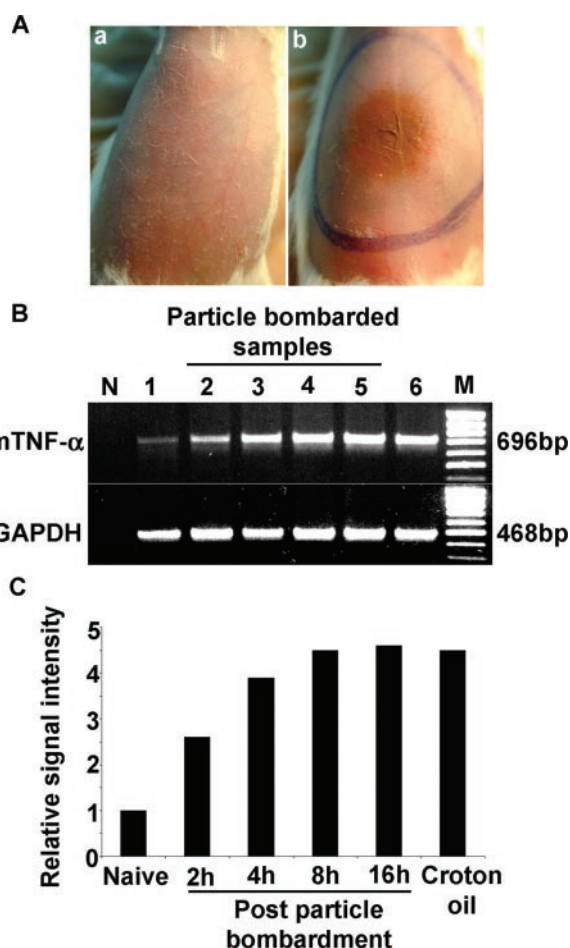 A
a
b
B
Particle bombarded
samples
N 1 2 3 4 5 6 M
mTNF-α 696bp
GAPDH 468bp
C
Relative signal intensity
5
4
3
2
1
0
Naive 2h 4h 8h 16h Croton
oil
Post particle
bombardment